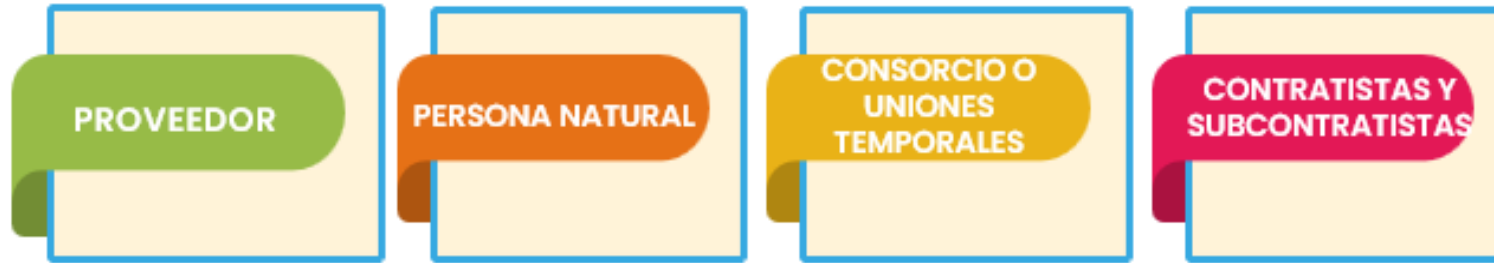 PROVEEDOR
PERSONA NATURAL
CONSORCIO O
UNIONES
TEMPORALES
CONTRATISTAS Y
SUBCONTRATISTAS